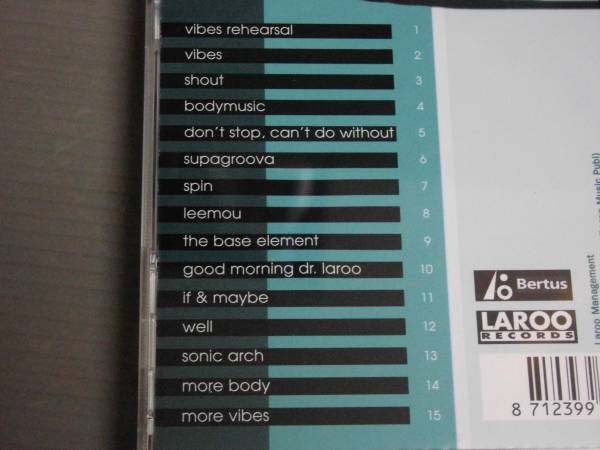 vibes rehearsal 1
vibes 2
shout 3
bodymusic 4
don't stop, can't do without 5
supagroova 6
spin 7
leemou 8
the base element 9
good morning dr. laroo 10
if & maybe 11
well 12
sonic arch 13
more body 14
more vibes 15
Bertus
LAROO
RECORDS
8 712399
Laroo Management
Music Publ)